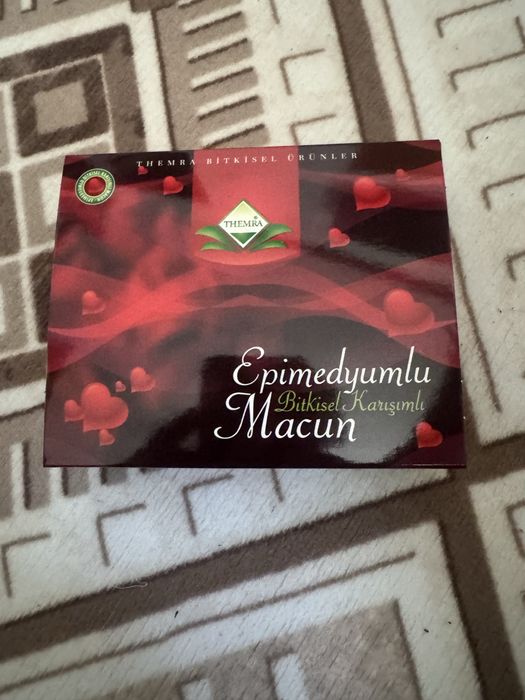 THEMRA BİTKİSEL ÜRÜNLER
THEMRA
Epimedyumlu
Bitkisel Karışımlı
Macun